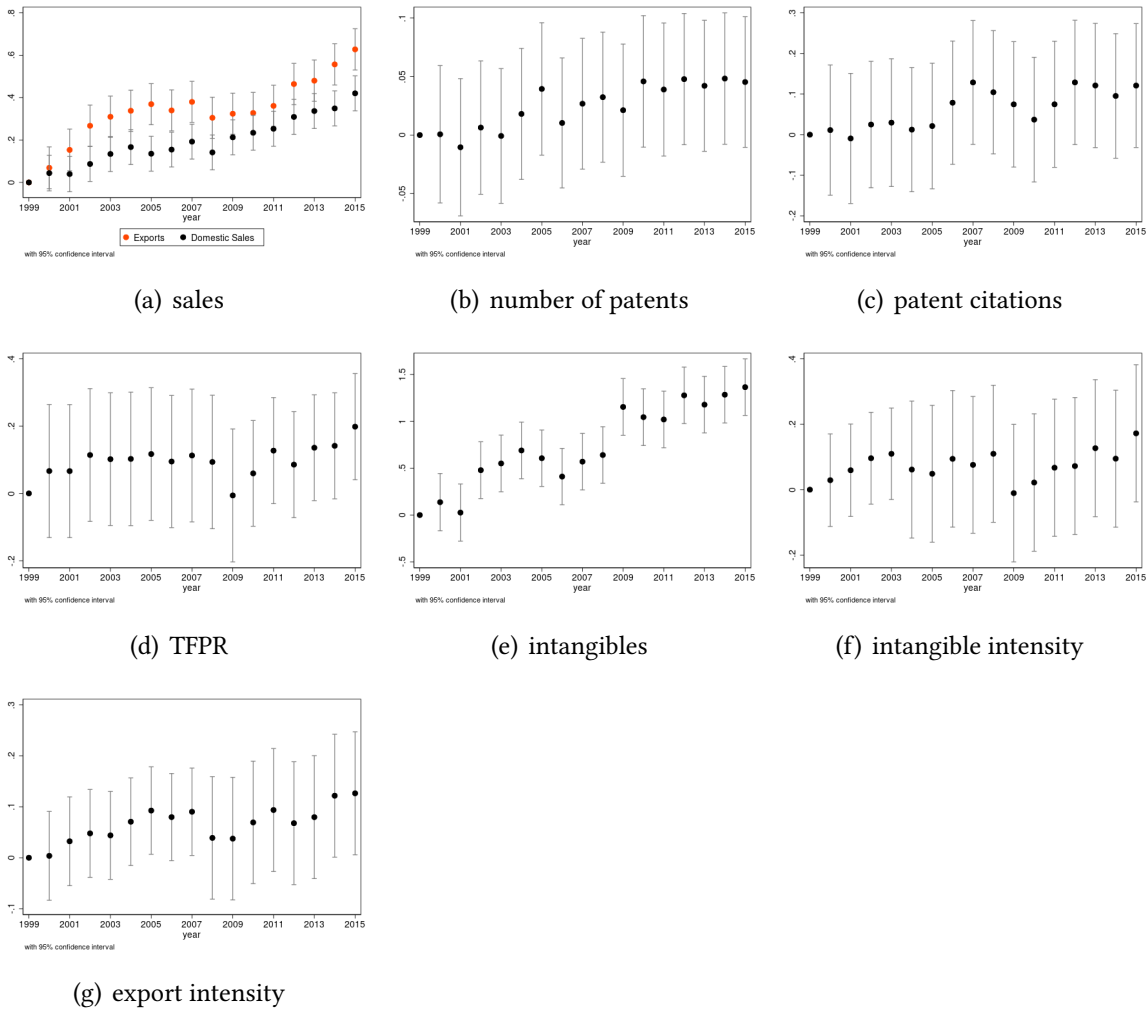 .8
.6
.4
.2
0
1999 2001 2003 2005 2007 2009 2011 2013 2015
year
Exports Domestic Sales
with 95% confidence interval
(a) sales
.1
.05
0
-.05
1999 2001 2003 2005 2007 2009 2011 2013 2015
year
with 95% confidence interval
(b) number of patents
.3
.2
.1
0
-.1
-.2
1999 2001 2003 2005 2007 2009 2011 2013 2015
year
with 95% confidence interval
(c) patent citations
.4
.2
0
-.2
1999 2001 2003 2005 2007 2009 2011 2013 2015
year
with 95% confidence interval
(d) TFPR
1.5
1
.5
0
-.5
1999 2001 2003 2005 2007 2009 2011 2013 2015
year
with 95% confidence interval
(e) intangibles
.4
.2
0
-.2
1999 2001 2003 2005 2007 2009 2011 2013 2015
year
with 95% confidence interval
(f) intangible intensity
.3
.2
.1
0
-.1
1999 2001 2003 2005 2007 2009 2011 2013 2015
year
with 95% confidence interval
(g) export intensity